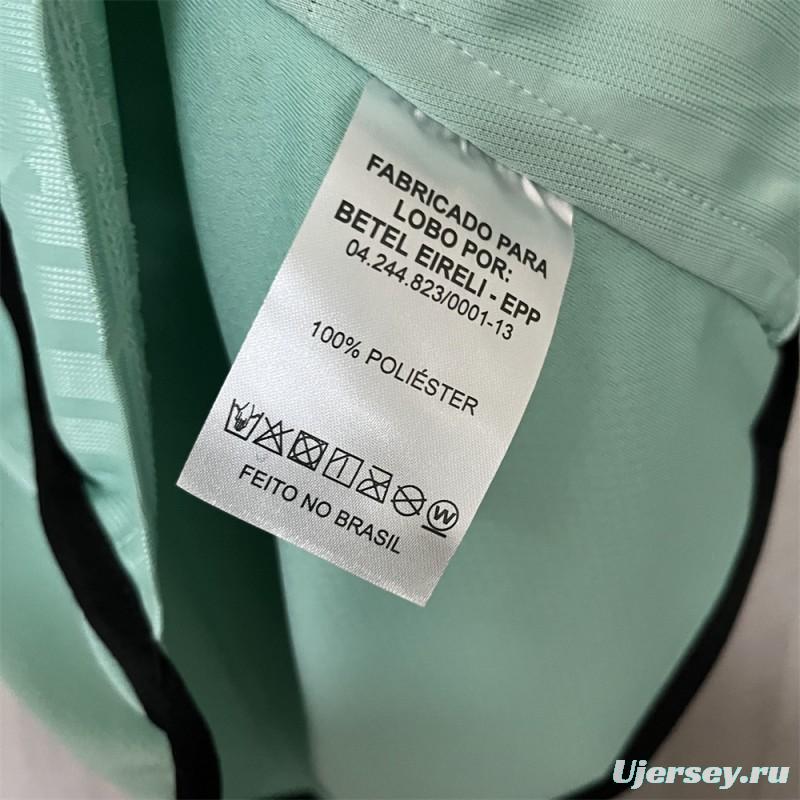 FABRICADO PARA
LOBO POR:
BETEL EIRELI - EPP
04.244.823/0001-13
100% POLIÉSTER
W
FEITO NO BRASIL
Ujersey.ru